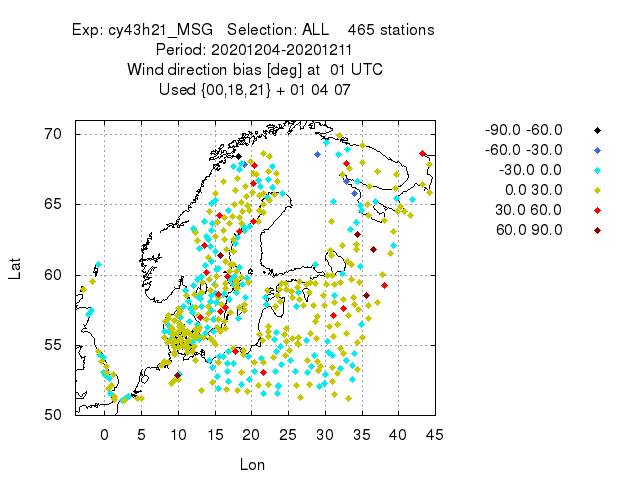 Exp: cy43h21_MSG Selection: ALL 465 stations
Period: 20201204-20201211
Wind direction bias [deg] at 01 UTC
Used {00,18,21} + 01 04 07
-90.0 -60.0
-60.0 -30.0
-30.0 0.0
0.0 30.0
30.0 60.0
60.0 90.0
Lat
70
65
60
55
50
0 5 10 15 20 25 30 35 40 45
Lon